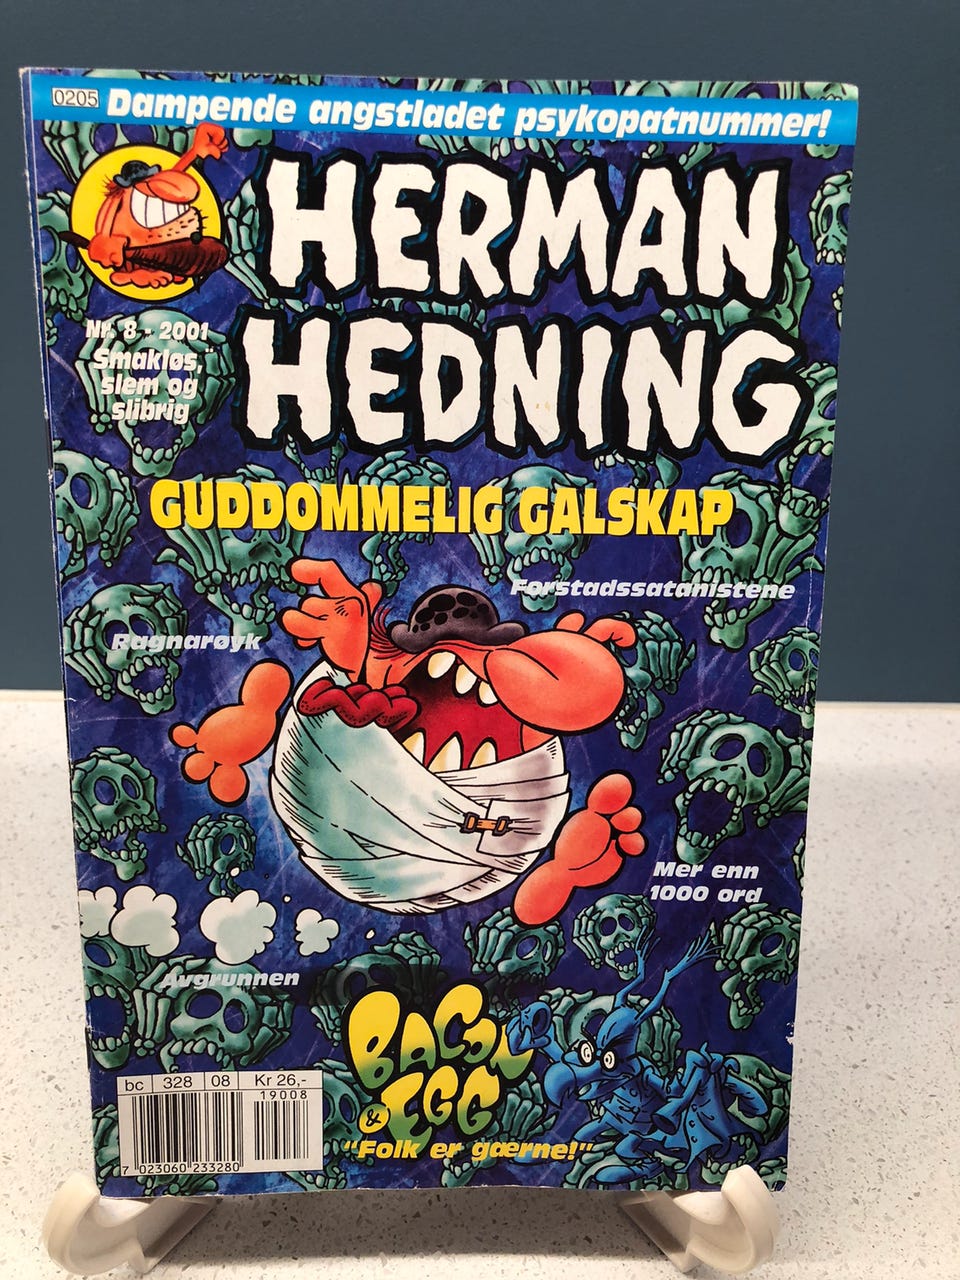 0205 Dampende angstladet psykopatnummer!
HERMAN
HEDNING
Nr. 8 - 2001
Smakløs,
slem og
slibrig
GUDDOMMELIG GALSKAP
Forstadssatanistene
Ragnarøyk
Mer enn
1000 ord
Avgrunnen
BACON
& EGG
"Folk er gærne!"
bc 328 08 Kr 26,-
19008
7 023060 233280